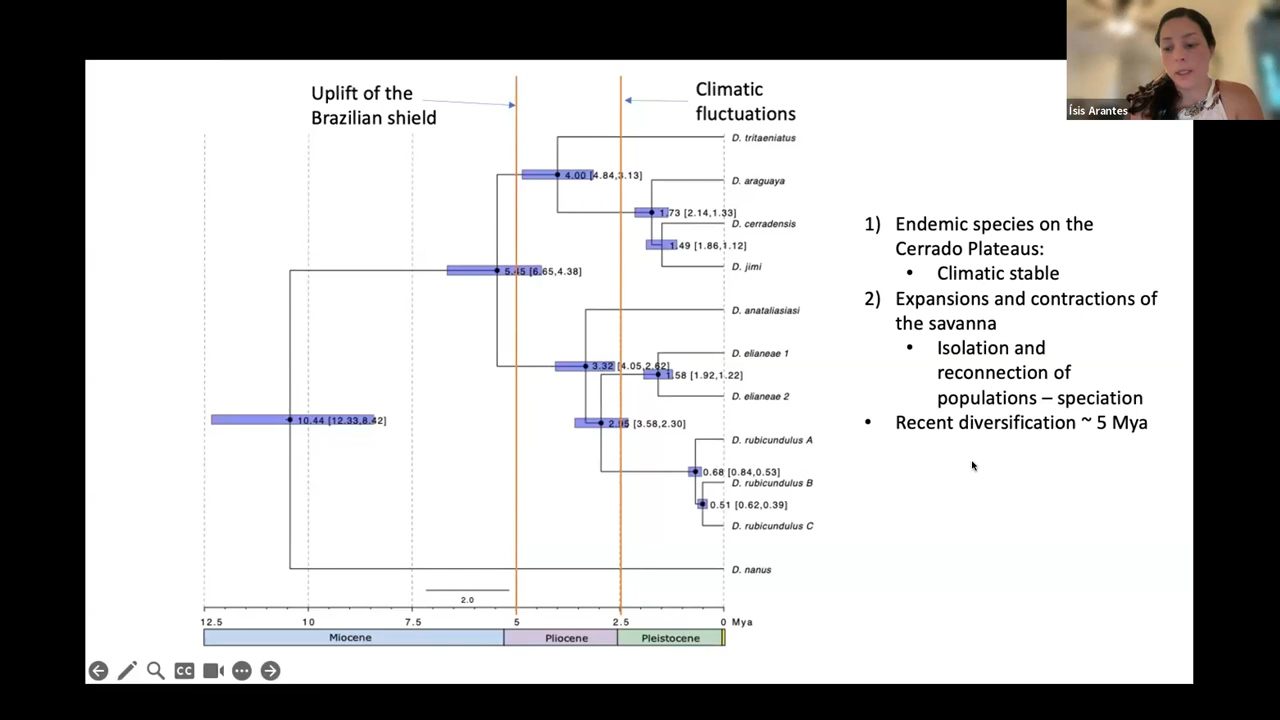 Uplift of the
Brazilian shield
Climatic
fluctuations
Ísis Arantes
D. tritaeniatus
4.00 [4.84,3.13]
D. araguaya
1.73 [2.14,1.33]
D. cerradensis
1.49 [1.86,1.12]
D. jimi
5.45 [6.65,4.38]
D. anataliasiasi
D. elianeae 1
3.32 [4.05,2.62]
1.58 [1.92,1.22]
D. elianeae 2
10.44 [12.33,8.42]
2.95 [3.58,2.30]
D. rubicundulus A
0.68 [0.84,0.53]
D. rubicundulus B
0.51 [0.62,0.39]
D. rubicundulus C
D. nanus
2.0
12.5 10 7.5 5 2.5 0 Mya
Miocene Pliocene Pleistocene
1) Endemic species on the
Cerrado Plateaus:
• Climatic stable
2) Expansions and contractions of
the savanna
• Isolation and
reconnection of
populations – speciation
• Recent diversification ~ 5 Mya
CC